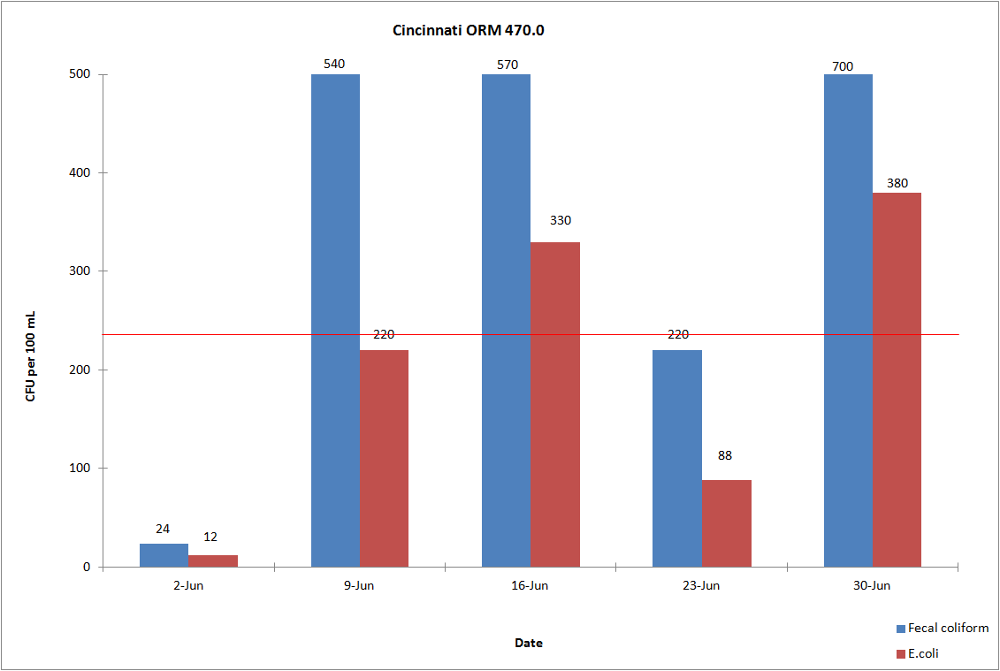 Cincinnati ORM 470.0
540
570
700
500
400
380
330
300
220
220
200
CFU per 100 mL
100
88
24
12
0
2-Jun
9-Jun
16-Jun
23-Jun
30-Jun
Date
Fecal coliform
E.coli